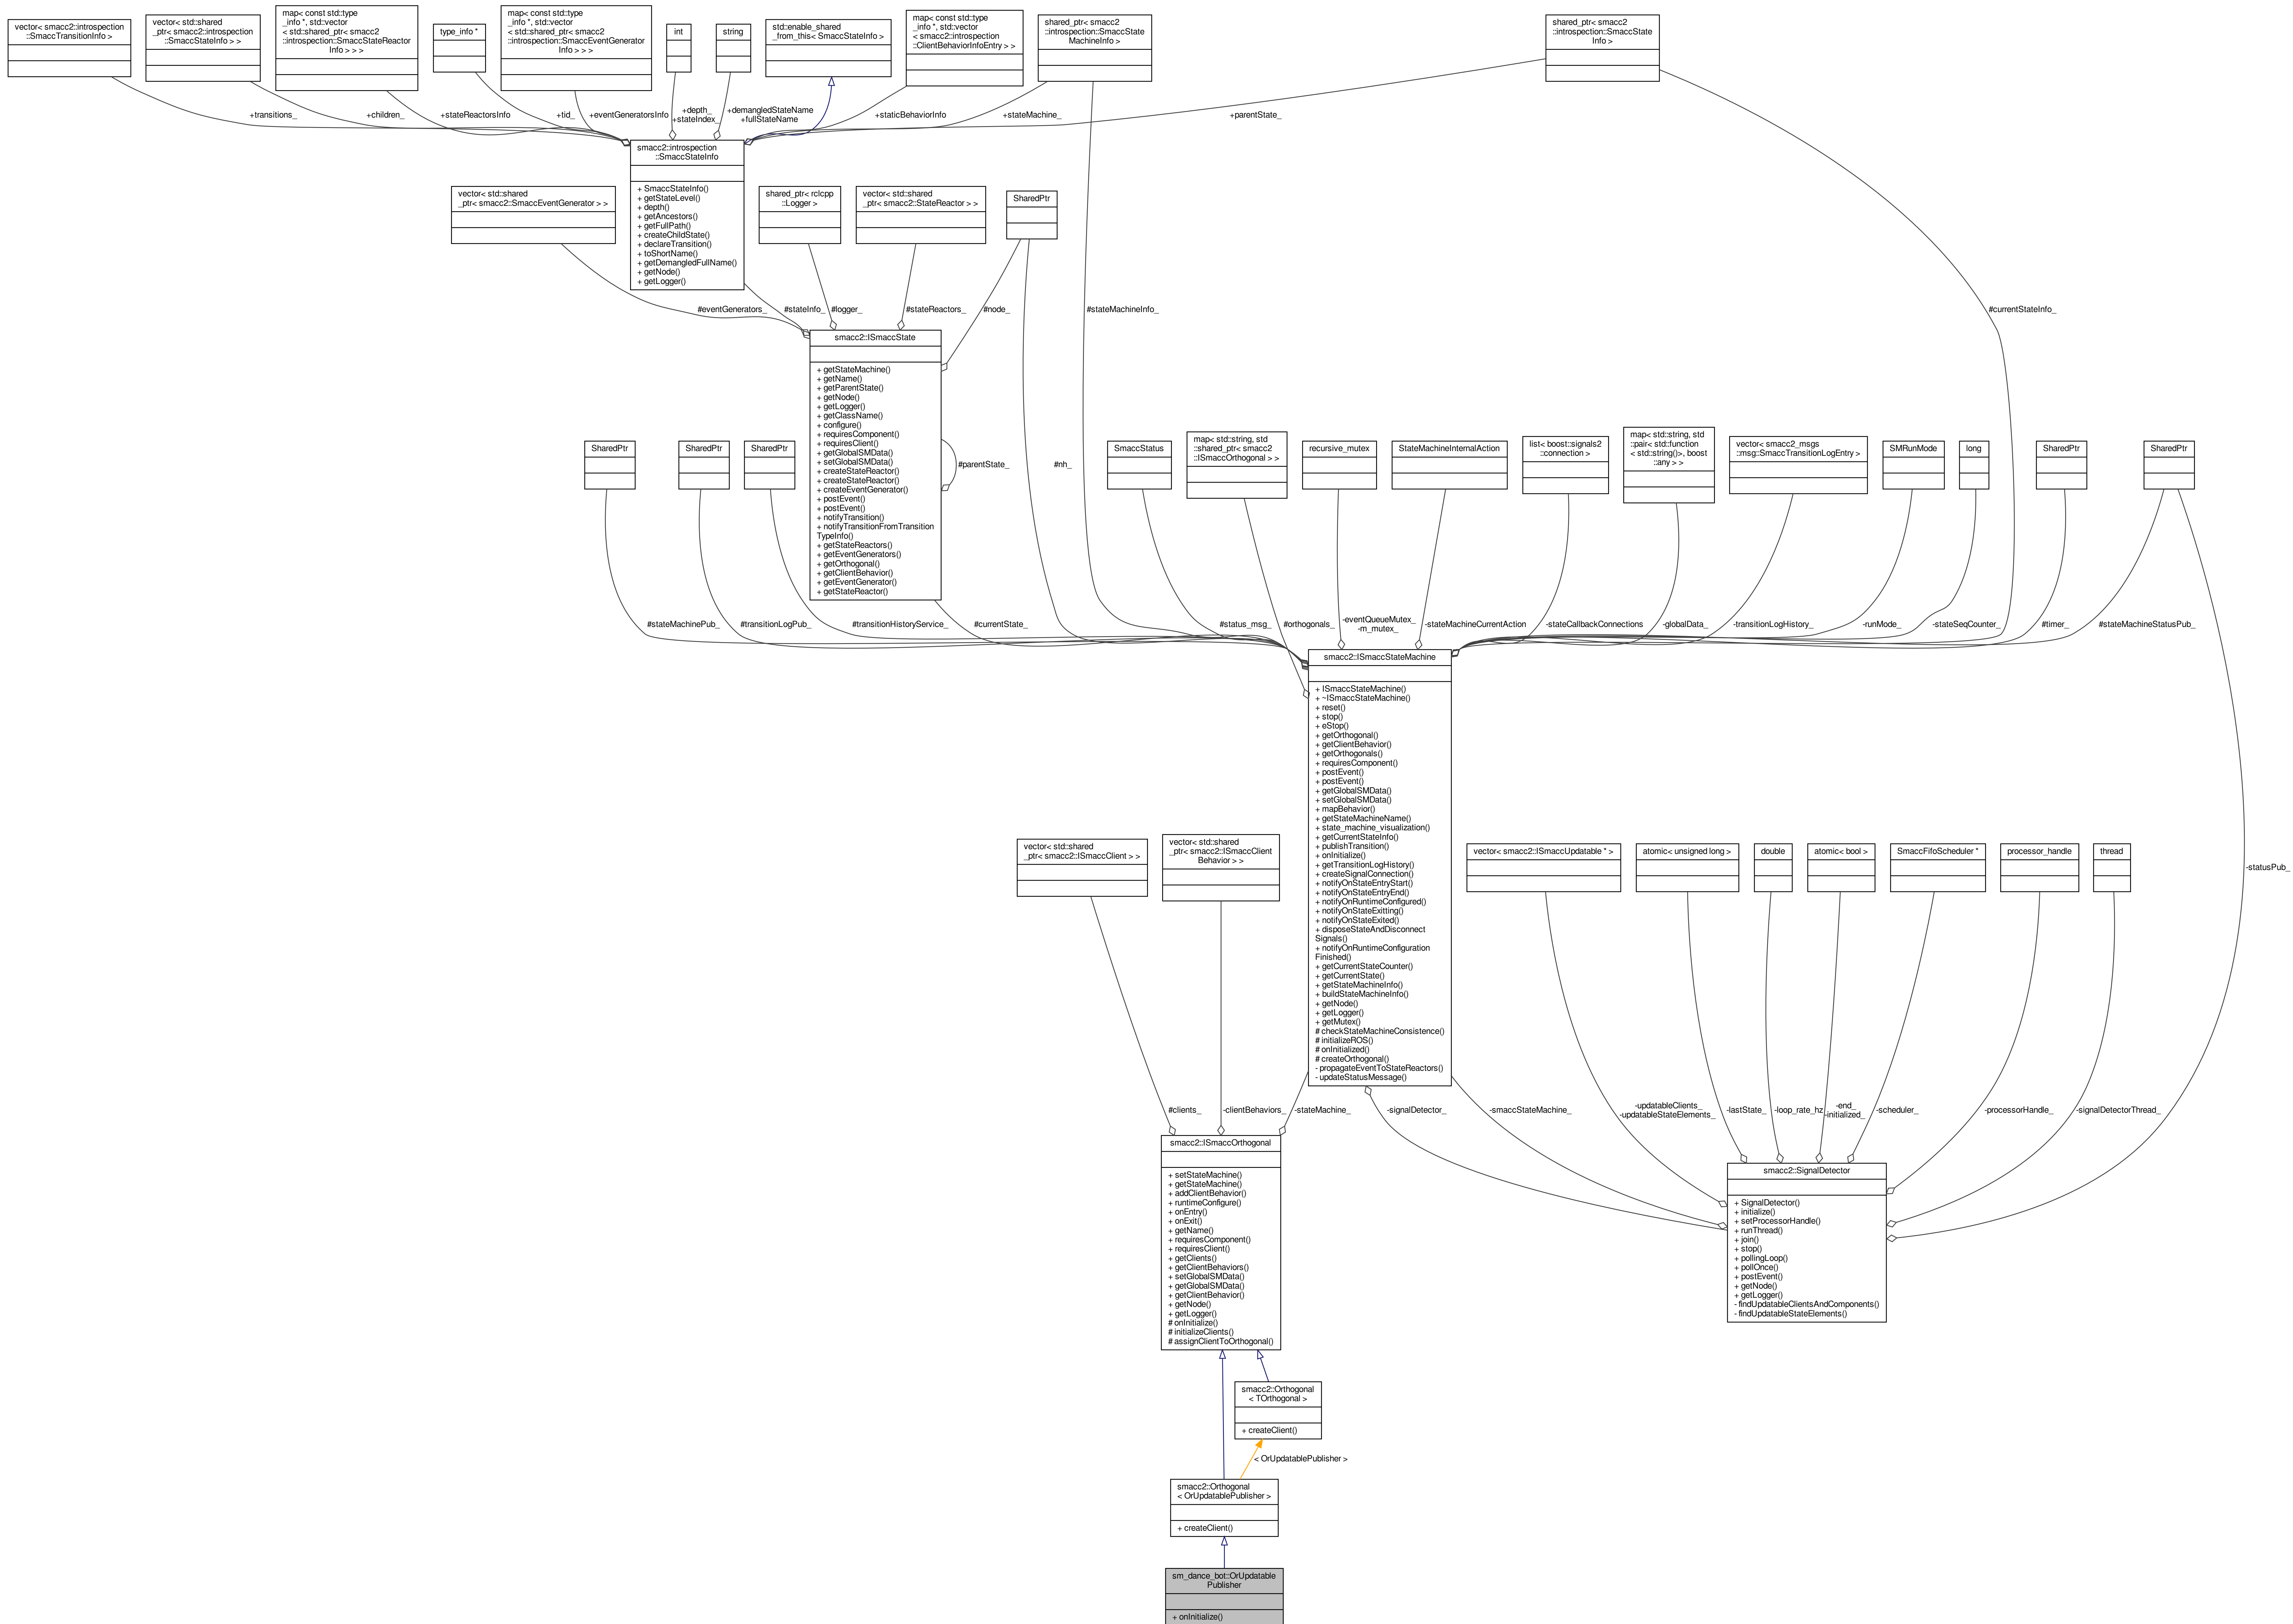 vector< smacc2::introspection
::SmaccTransitionInfo >
vector< std::shared
_ptr< smacc2::introspection
::SmaccStateInfo > >
map< const std::type
_info *, std::vector
< std::shared_ptr< smacc2
::introspection::SmaccStateReactor
Info > > >
type_info *
map< const std::type
_info *, std::vector
< std::shared_ptr< smacc2
::introspection::SmaccEventGenerator
Info > > >
int
string
std::enable_shared
_from_this< SmaccStateInfo >
map< const std::type
_info *, std::vector
< smacc2::introspection
::ClientBehaviorInfoEntry > >
shared_ptr< smacc2
::introspection::SmaccState
MachineInfo >
shared_ptr< smacc2
::introspection::SmaccState
Info >
+transitions_
+children_
+stateReactorsInfo
+tid_
+eventGeneratorsInfo
+depth_
+stateIndex_
+demangledStateName
+fullStateName
+staticBehaviorInfo
+stateMachine_
+parentState_
smacc2::introspection
::SmaccStateInfo
+ SmaccStateInfo()
+ getStateLevel()
+ depth()
+ getAncestors()
+ getFullPath()
+ createChildState()
+ declareTransition()
+ toShortName()
+ getDemangledFullName()
+ getNode()
+ getLogger()
vector< std::shared
_ptr< smacc2::SmaccEventGenerator > >
shared_ptr< rclcpp
::Logger >
vector< std::shared
_ptr< smacc2::StateReactor > >
SharedPtr
#eventGenerators_
#stateInfo_
#logger_
#stateReactors_
#node_
#stateMachineInfo_
#currentStateInfo_
smacc2::ISmaccState
+ getStateMachine()
+ getName()
+ getParentState()
+ getNode()
+ getLogger()
+ getClassName()
+ configure()
+ requiresComponent()
+ requiresClient()
+ getGlobalSMData()
+ setGlobalSMData()
+ createStateReactor()
+ createStateReactor()
+ createEventGenerator()
+ postEvent()
+ postEvent()
+ notifyTransition()
+ notifyTransitionFromTransition
TypeInfo()
+ getStateReactors()
+ getEventGenerators()
+ getOrthogonal()
+ getClientBehavior()
+ getEventGenerator()
+ getStateReactor()
#parentState_
#nh_
SharedPtr
SharedPtr
SharedPtr
SmaccStatus
map< std::string, std
::shared_ptr< smacc2
::ISmaccOrthogonal > >
recursive_mutex
StateMachineInternalAction
list< boost::signals2
::connection >
map< std::string, std
::pair< std::function
< std::string()>, boost
::any > >
vector< smacc2_msgs
::msg::SmaccTransitionLogEntry >
SMRunMode
long
SharedPtr
SharedPtr
#stateMachinePub_
#transitionLogPub_
#transitionHistoryService_
#currentState_
#status_msg_
#orthogonals_
-eventQueueMutex_
-m_mutex_
-stateMachineCurrentAction
-stateCallbackConnections
-globalData_
-transitionLogHistory_
-runMode_
-stateSeqCounter_
#timer_
#stateMachineStatusPub_
smacc2::ISmaccStateMachine
+ ISmaccStateMachine()
+ ~ISmaccStateMachine()
+ reset()
+ stop()
+ eStop()
+ getOrthogonal()
+ getClientBehavior()
+ getOrthogonals()
+ requiresComponent()
+ postEvent()
+ postEvent()
+ getGlobalSMData()
+ setGlobalSMData()
+ mapBehavior()
+ getStateMachineName()
+ state_machine_visualization()
+ getCurrentStateInfo()
+ publishTransition()
+ onInitialize()
+ getTransitionLogHistory()
+ createSignalConnection()
+ notifyOnStateEntryStart()
+ notifyOnStateEntryEnd()
+ notifyOnRuntimeConfigured()
+ notifyOnStateExitting()
+ notifyOnStateExited()
+ disposeStateAndDisconnect
Signals()
+ notifyOnRuntimeConfiguration
Finished()
+ getCurrentStateCounter()
+ getCurrentState()
+ getStateMachineInfo()
+ buildStateMachineInfo()
+ getNode()
+ getLogger()
+ getMutex()
# checkStateMachineConsistence()
# initializeROS()
# onInitialized()
# createOrthogonal()
- propagateEventToStateReactors()
- updateStatusMessage()
vector< std::shared
_ptr< smacc2::ISmaccClient > >
vector< std::shared
_ptr< smacc2::ISmaccClient
Behavior > >
vector< smacc2::ISmaccUpdatable * >
atomic< unsigned long >
double
atomic< bool >
SmaccFifoScheduler *
processor_handle
thread
-statusPub_
#clients_
-clientBehaviors_
-stateMachine_
-signalDetector_
-smaccStateMachine_
-updatableClients_
-updatableStateElements_
-lastState_
-loop_rate_hz
-end_
-initialized_
-scheduler_
-processorHandle_
-signalDetectorThread_
smacc2::ISmaccOrthogonal
+ setStateMachine()
+ getStateMachine()
+ addClientBehavior()
+ runtimeConfigure()
+ onEntry()
+ onExit()
+ getName()
+ requiresComponent()
+ requiresClient()
+ getClients()
+ getClientBehaviors()
+ setGlobalSMData()
+ getGlobalSMData()
+ getClientBehavior()
+ getNode()
+ getLogger()
# onInitialize()
# initializeClients()
# assignClientToOrthogonal()
smacc2::SignalDetector
+ SignalDetector()
+ initialize()
+ setProcessorHandle()
+ runThread()
+ join()
+ stop()
+ pollingLoop()
+ pollOnce()
+ postEvent()
+ getNode()
+ getLogger()
- findUpdatableClientsAndComponents()
- findUpdatableStateElements()
smacc2::Orthogonal
< TOrthogonal >
+ createClient()
< OrUpdatablePublisher >
smacc2::Orthogonal
< OrUpdatablePublisher >
+ createClient()
sm_dance_bot::OrUpdatable
Publisher
+ onInitialize()